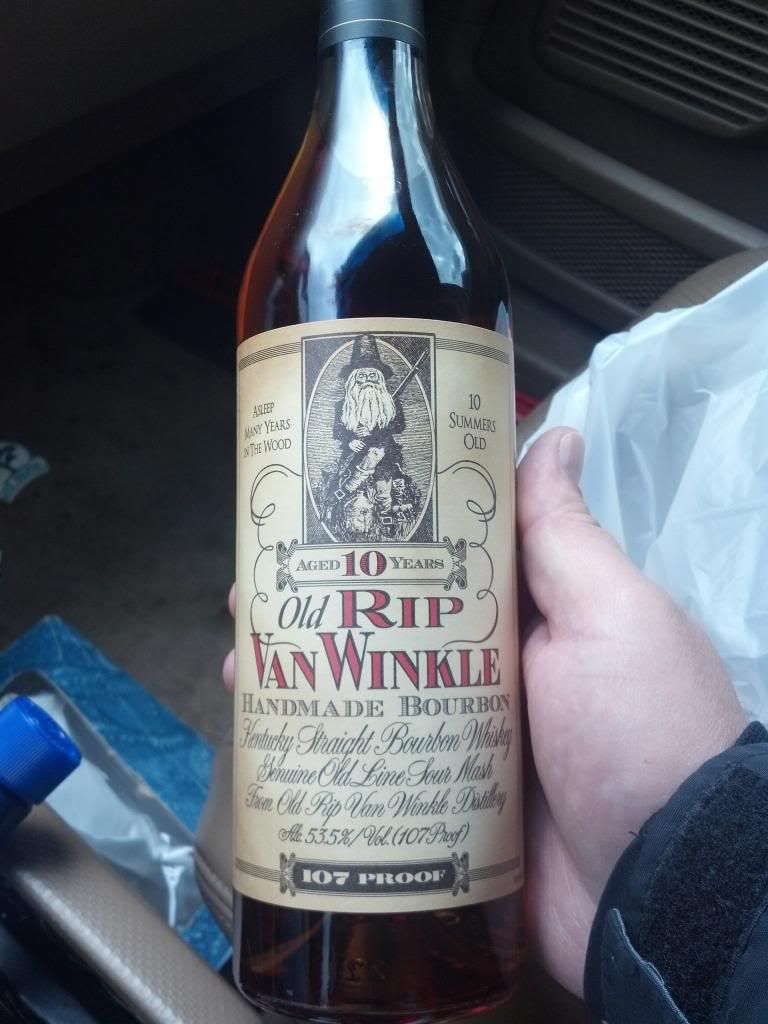 ASLEEP
MANY YEARS
IN THE WOOD
10
SUMMERS
OLD
AGED 10 YEARS
Old RIP
VAN WINKLE
HANDMADE BOURBON
Kentucky Straight Bourbon Whiskey
Genuine Old Line Sour Mash
From Old Rip Van Winkle Distillery
Alc. 53.5%/Vol. (107 Proof)
107 PROOF